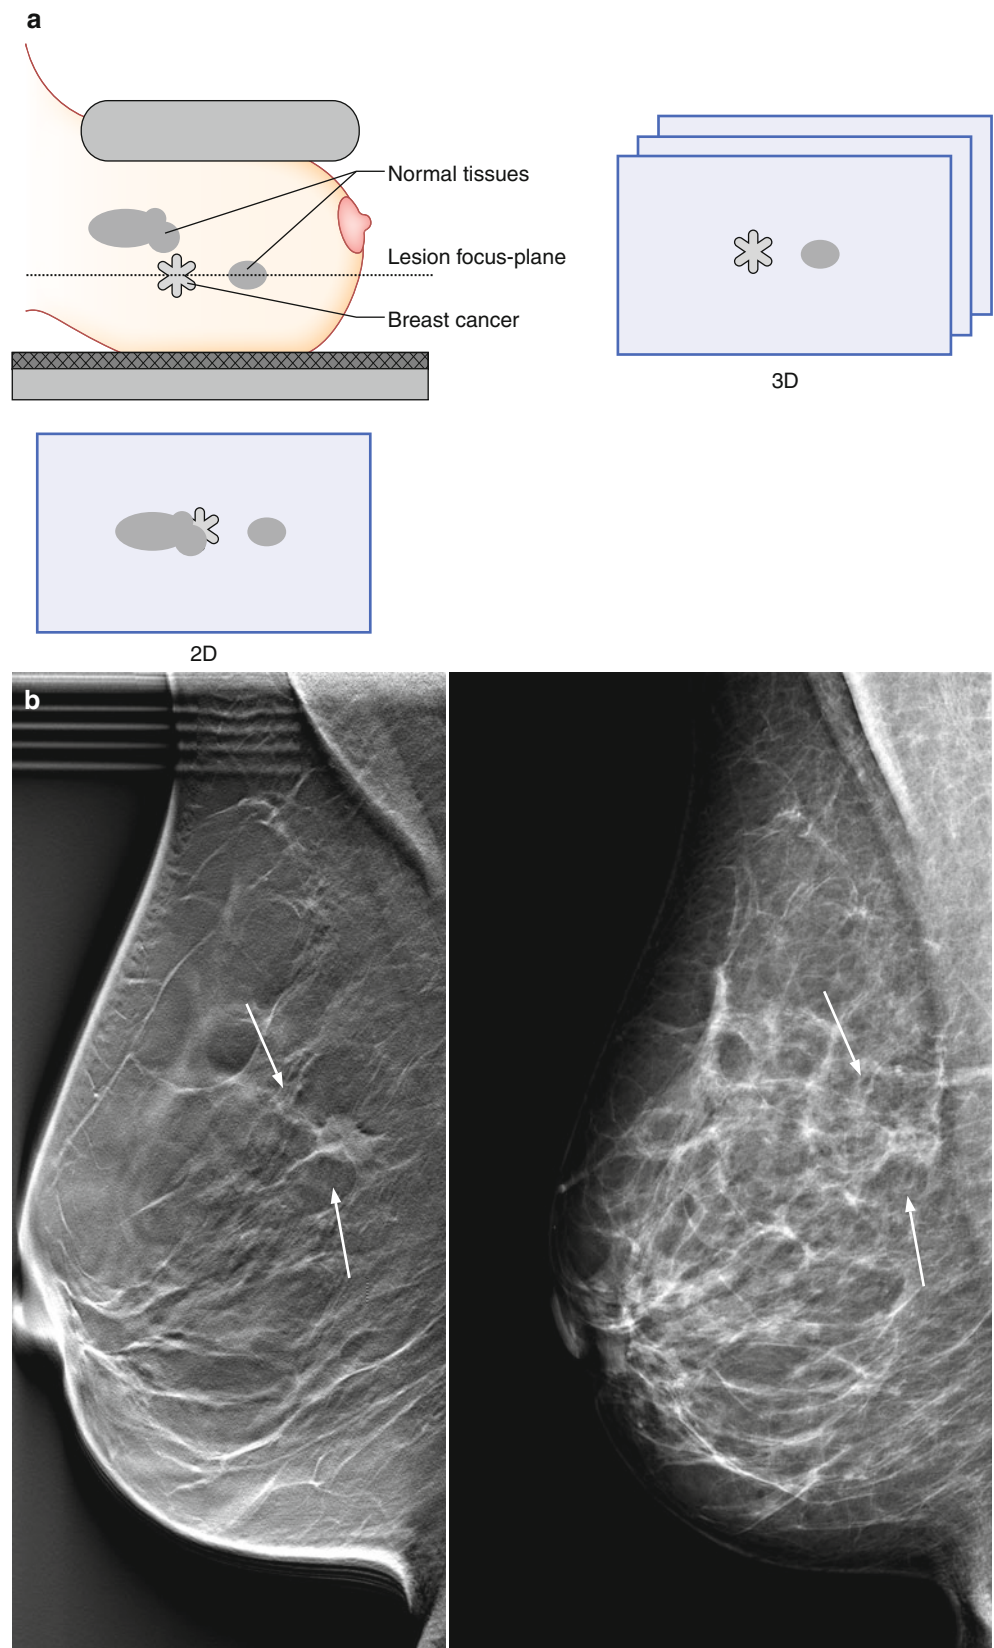 a
Normal tissues
Lesion focus-plane
Breast cancer
3D
2D
b